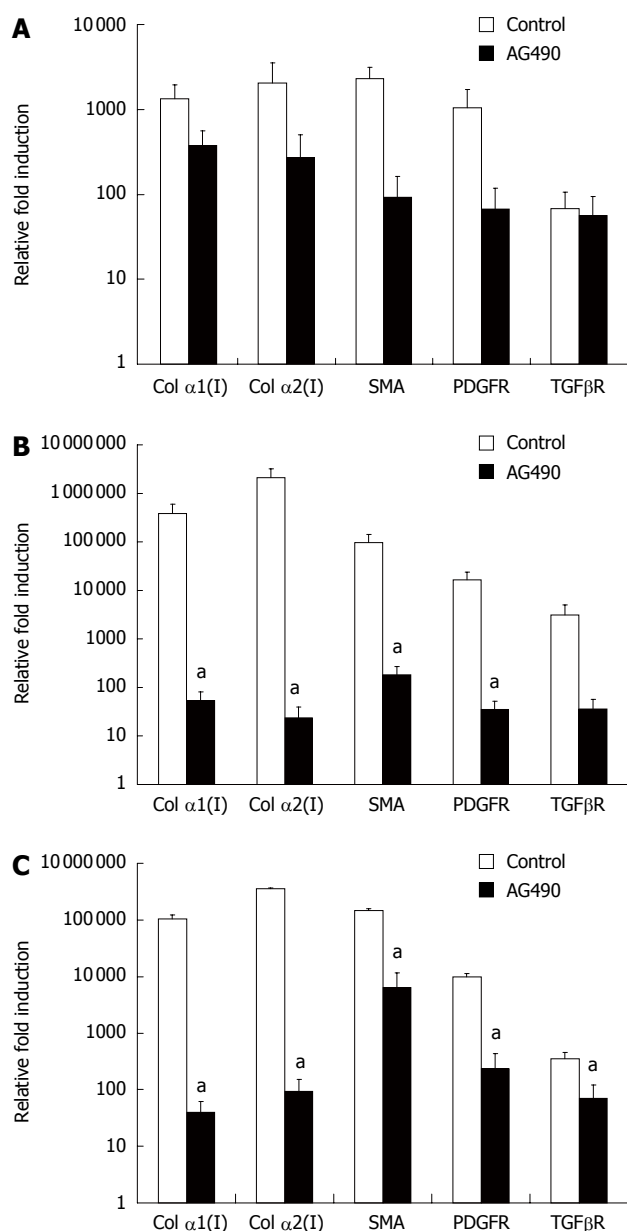 A
Relative fold induction
10 000
1000
100
10
1
Control
AG490
Col α1(I) Col α2(I) SMA PDGFR TGFβR
B
Relative fold induction
10 000 000
1 000 000
100 000
10 000
1000
100
10
1
Control
AG490
a a a a
Col α1(I) Col α2(I) SMA PDGFR TGFβR
C
Relative fold induction
10 000 000
100 000
10 000
1000
100
10
1
Control
AG490
a a a a a
Col α1(I) Col α2(I) SMA PDGFR TGFβR